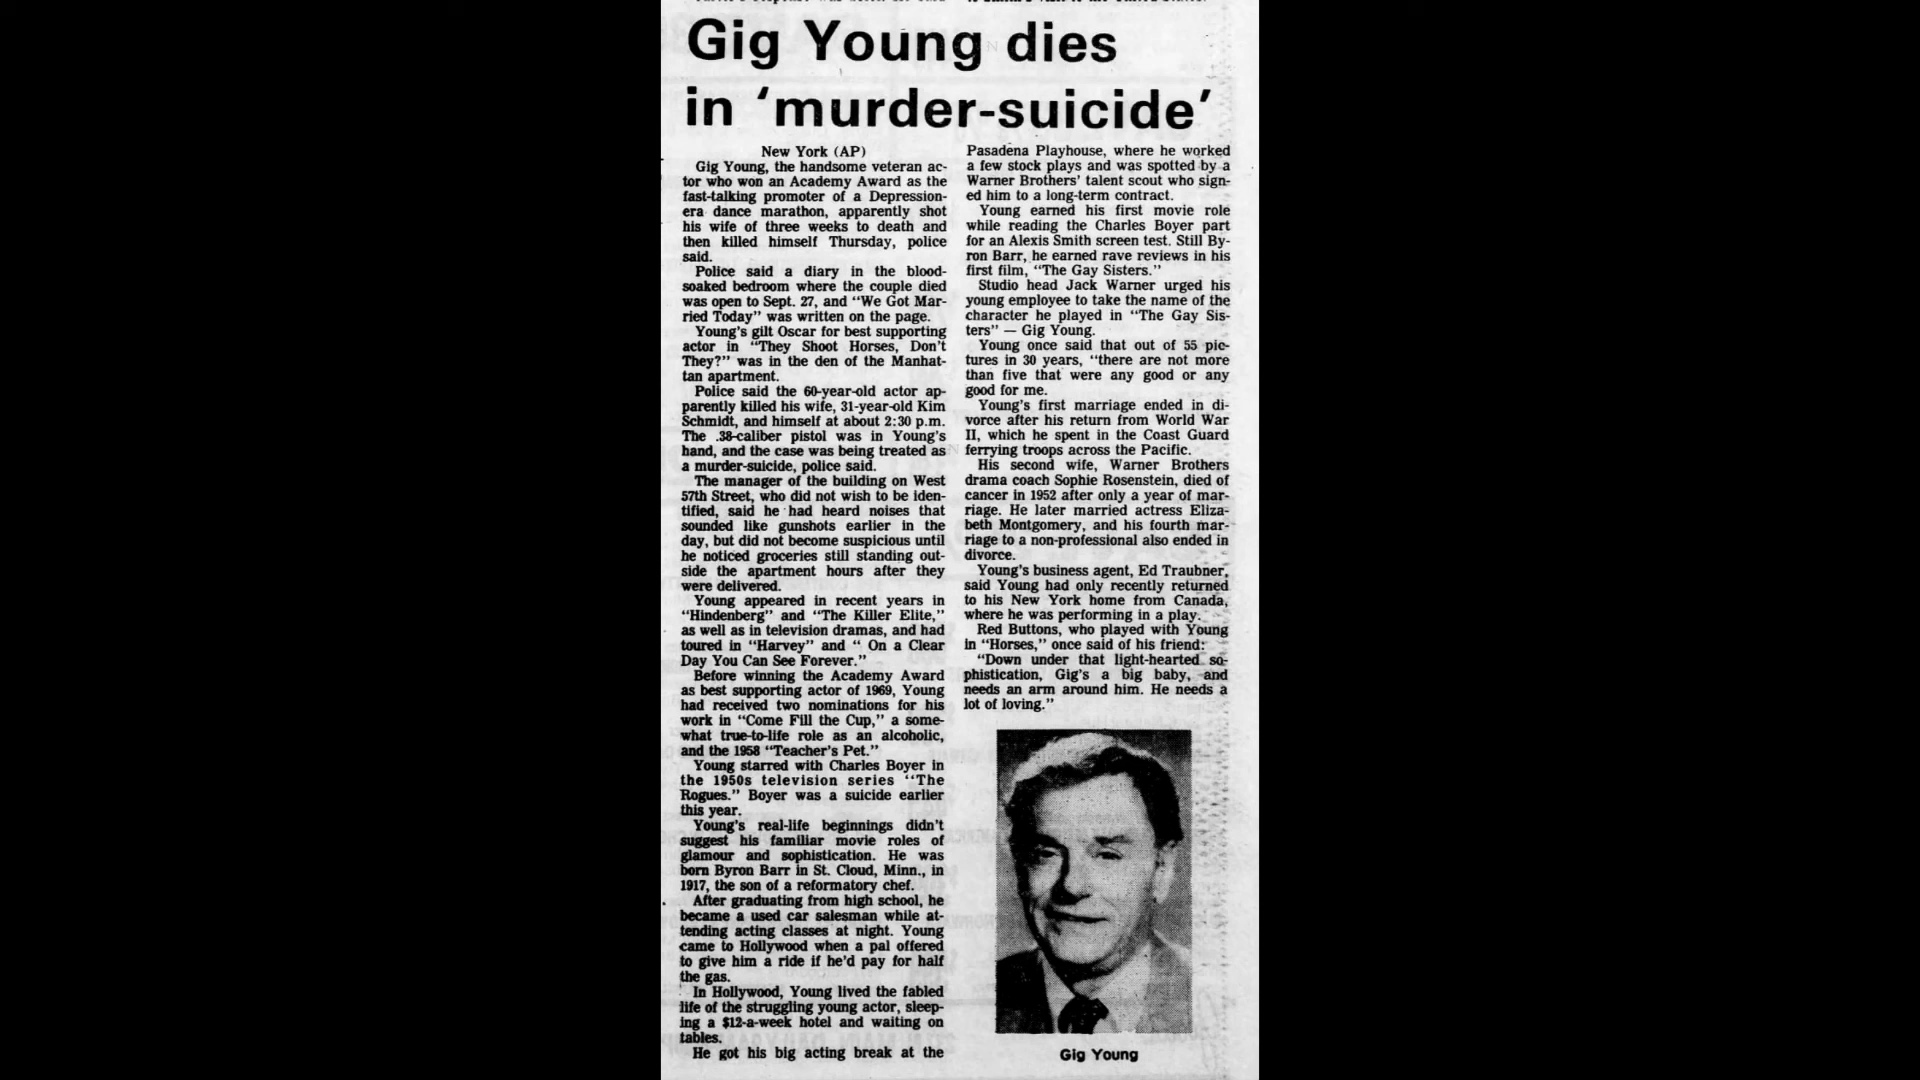 Gig Young dies
in ‘murder-suicide’
New York (AP)
Gig Young, the handsome veteran ac-
tor who won an Academy Award as the
fast-talking promoter of a Depression-
era dance marathon, apparently shot
his wife of three weeks to death and
then killed himself Thursday, police
said.
Police said a diary in the blood-
soaked bedroom where the couple died
was open to Sept. 27, and “We Got Mar-
ried Today” was written on the page.
Young's gilt Oscar for best supporting
actor in “They Shoot Horses, Don't
They?” was in the den of the Manhat-
tan apartment.
Police said the 60-year-old actor ap-
parently killed his wife, 31-year-old Kim
Schmidt, and himself at about 2:30 p.m.
The .38-caliber pistol was in Young's
hand, and the case was being treated as
a murder-suicide, police said.
The manager of the building on West
57th Street, who did not wish to be iden-
tified, said he had heard noises that
sounded like gunshots earlier in the
day, but did not become suspicious until
he noticed groceries still standing out-
side the apartment hours after they
were delivered.
Young appeared in recent years in
“Hindenberg” and “The Killer Elite,”
as well as in television dramas, and had
toured in “Harvey” and “ On a Clear
Day You Can See Forever.”
Before winning the Academy Award
as best supporting actor of 1969, Young
had received two nominations for his
work in “Come Fill the Cup,” a some-
what true-to-life role as an alcoholic,
and the 1958 “Teacher's Pet.”
Young starred with Charles Boyer in
the 1950s television series “The
Rogues.” Boyer was a suicide earlier
this year.
Young's real-life beginnings didn't
suggest his familiar movie roles of
glamour and sophistication. He was
born Byron Barr in St. Cloud, Minn., in
1917, the son of a reformatory chef.
After graduating from high school, he
became a used car salesman while at-
tending acting classes at night. Young
came to Hollywood when a pal offered
to give him a ride if he'd pay for half
the gas.
In Hollywood, Young lived the fabled
life of the struggling young actor, sleep-
ing a $12-a-week hotel and waiting on
tables.
He got his big acting break at the
Pasadena Playhouse, where he worked
a few stock plays and was spotted by a
Warner Brothers' talent scout who sign-
ed him to a long-term contract.
Young earned his first movie role
while reading the Charles Boyer part
for an Alexis Smith screen test. Still By-
ron Barr, he earned rave reviews in his
first film, “The Gay Sisters.”
Studio head Jack Warner urged his
young employee to take the name of the
character he played in “The Gay Sis-
ters” — Gig Young.
Young once said that out of 55 pic-
tures in 30 years, “there are not more
than five that were any good or any
good for me.
Young's first marriage ended in di-
vorce after his return from World War
II, which he spent in the Coast Guard
ferrying troops across the Pacific.
His second wife, Warner Brothers
drama coach Sophie Rosenstein, died of
cancer in 1952 after only a year of mar-
riage. He later married actress Eliza-
beth Montgomery, and his fourth mar-
riage to a non-professional also ended in
divorce.
Young's business agent, Ed Traubner,
said Young had only recently returned
to his New York home from Canada,
where he was performing in a play.
Red Buttons, who played with Young
in “Horses,” once said of his friend:
“Down under that light-hearted so-
phistication, Gig's a big baby, and
needs an arm around him. He needs a
lot of loving.”
Gig Young